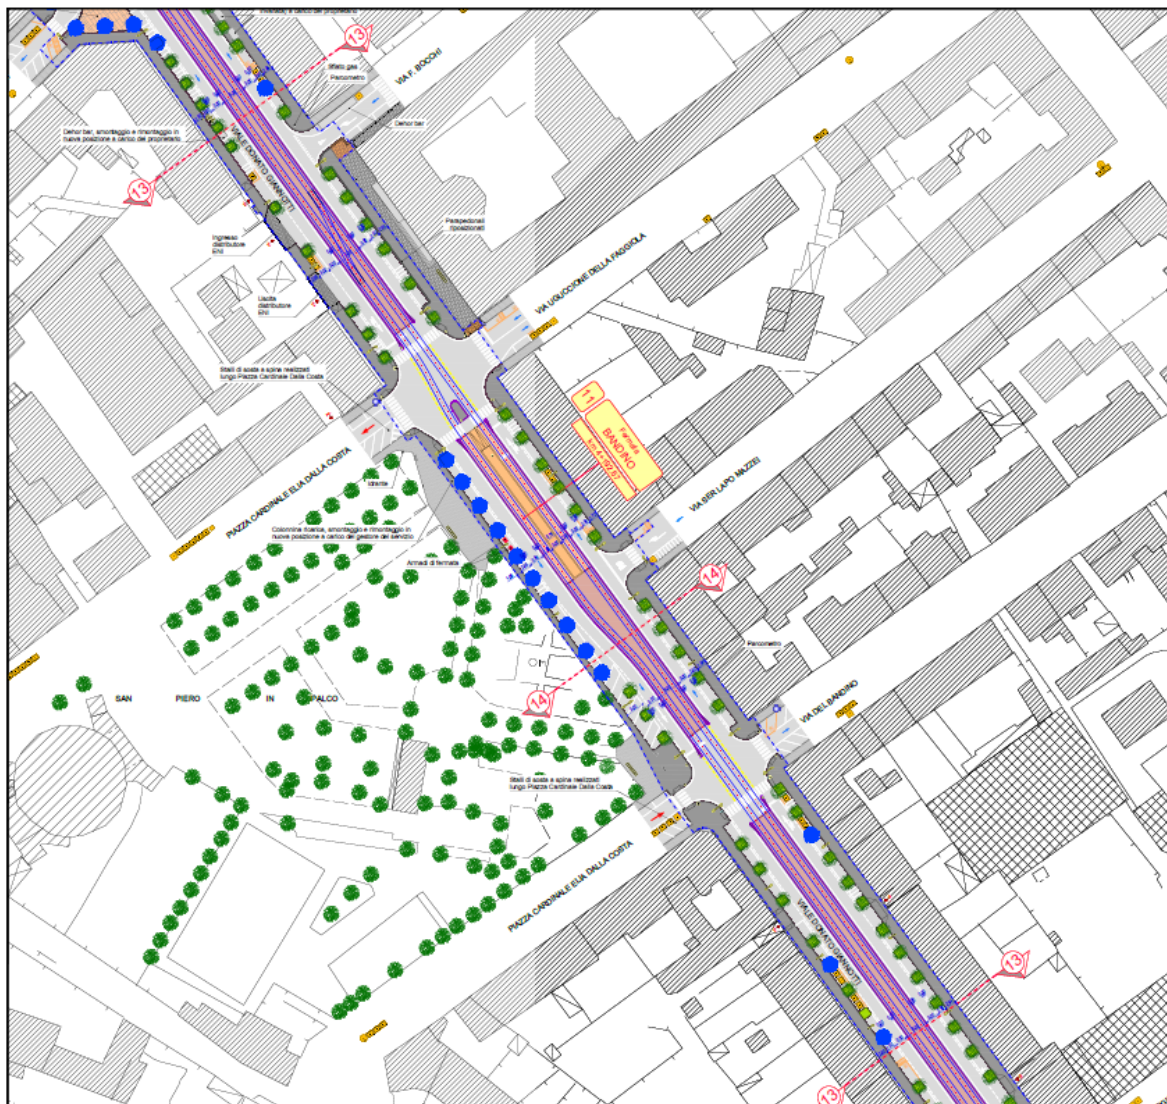 13
Sfiato gas
Parcometro
VIA F. BOCCHI
Dehor bar
Dehor bar, smontaggio e rimontaggio in
nuova posizione a carico del proprietario
13
VIALE DONATO GIANNOTTI
Parapedonali
riposizionati
Ingresso
distributore
ENI
VIA UGUCCIONE DELLA FAGGIOLA
Uscita
distributore
ENI
Stalli di sosta a spina realizzati
lungo Piazza Cardinale Dalla Costa
11
Fermata
BANDINO
PIAZZA CARDINALE ELIA DALLA COSTA
Idrante
VIA SER LAPO MAZZEI
Colonnine ricarica, smontaggio e rimontaggio in
nuova posizione a carico del gestore del servizio
Armadi di fermata
14
Parcometro
14
SAN PIERO IN PALCO
VIA DEL BANDINO
Stalli di sosta a spina realizzati
lungo Piazza Cardinale Dalla Costa
PIAZZA CARDINALE ELIA DALLA COSTA
VIALE DONATO GIANNOTTI
13
13